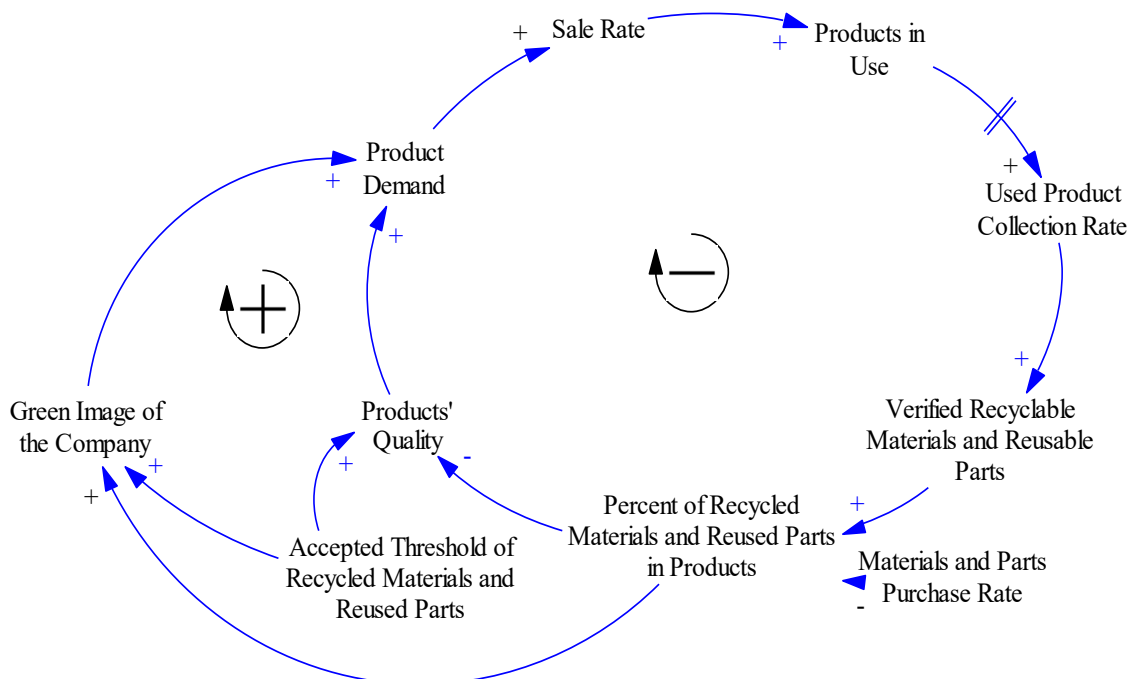 +
Sale Rate
+
Products in
Use
Product
Demand
+
+
+
Used Product
Collection Rate
+
—
+
Green Image of
the Company
Products'
Quality
+
Verified Recyclable
Materials and Reusable
Parts
+
+
+
-
Percent of Recycled
Materials and Reused Parts
in Products
+
Accepted Threshold of
Recycled Materials and
Reused Parts
Materials and Parts
Purchase Rate
-